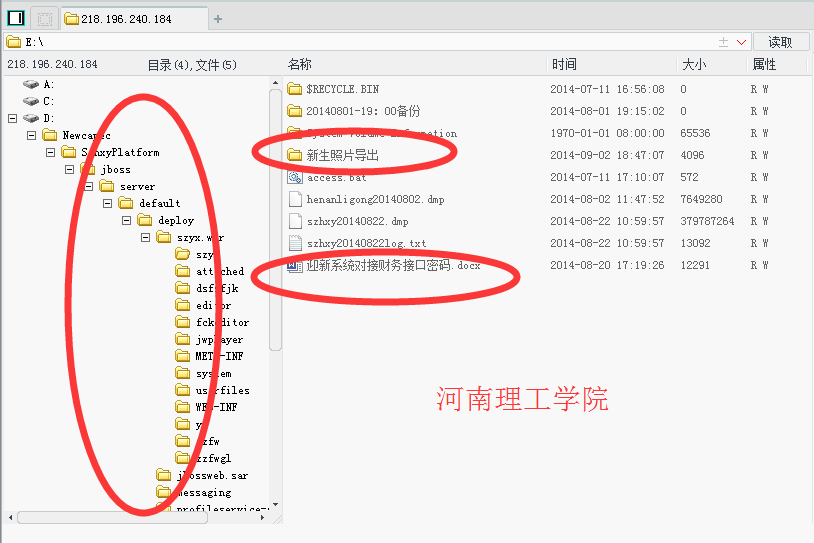 218.196.240.184
E:\
读取
218.196.240.184 目录(4),文件(5)
名称 时间 大小 属性
A:
C:
D:
Newcapec
jboss
server
default
deploy
szyx.war
attached
editor
fckeditor
jwplayer
META-INF
system
userfiles
WEB-INF
zzfwgl
jbossweb.sar
messaging
$RECYCLE.BIN 2014-07-11 16:56:08 0 R W
20140801-19:00备份 2014-08-01 19:15:02 0 R W
System Volume Information 1970-01-01 08:00:00 65536 R W
新生照片导出 2014-09-02 18:47:07 4096 R W
access.bat 2014-07-11 17:10:07 572 R W
henanligong20140802.dmp 2014-08-02 11:47:52 7649280 R W
szhxy20140822.dmp 2014-08-22 10:59:57 379787264 R W
szhxy20140822log.txt 2014-08-22 10:59:57 13092 R W
迎新系统对接财务接口密码.docx 2014-08-20 17:19:26 12291 R W
河南理工学院